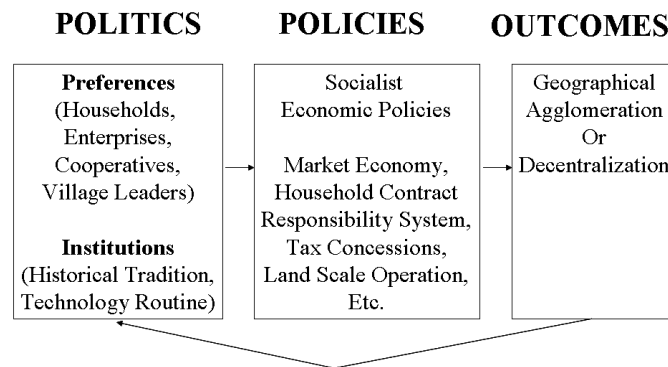 POLITICS
POLICIES
OUTCOMES
Preferences
(Households,
Enterprises,
Cooperatives,
Village Leaders)
Institutions
(Historical Tradition,
Technology Routine)
Socialist
Economic Policies
Market Economy,
Household Contract
Responsibility System,
Tax Concessions,
Land Scale Operation,
Etc.
Geographical
Agglomeration
Or
Decentralization